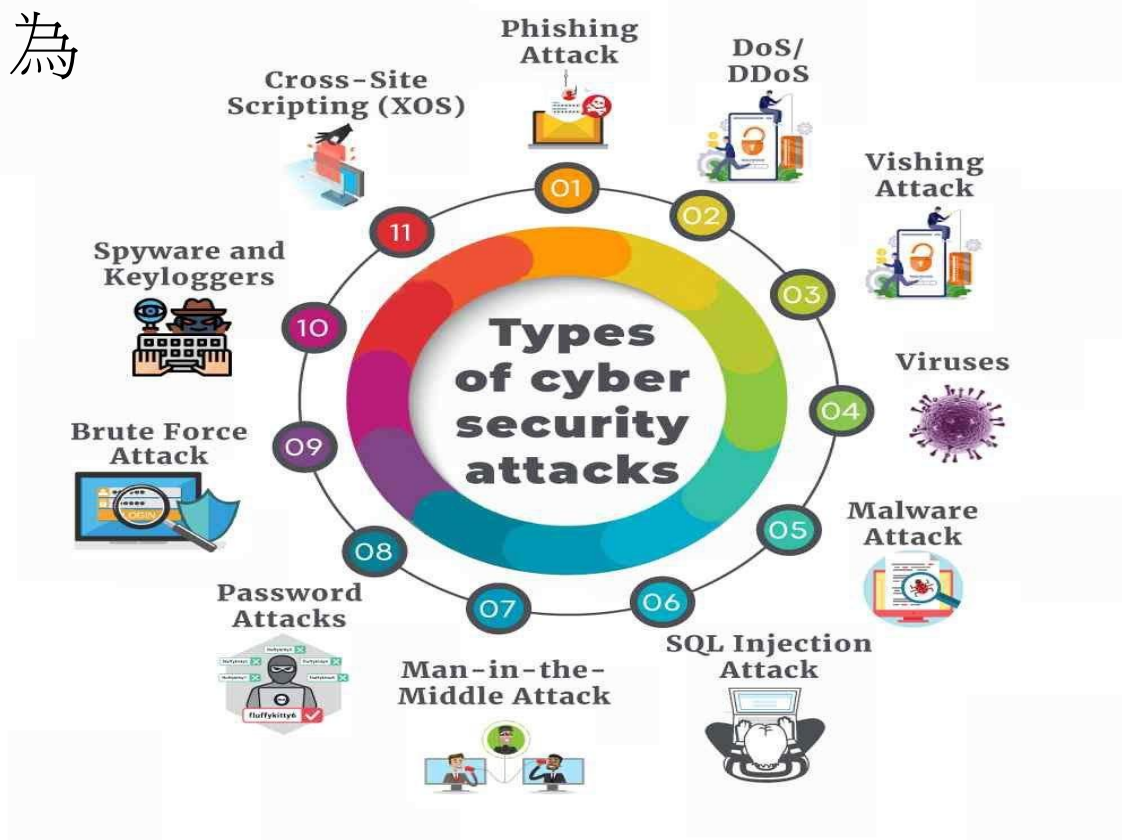 為
Phishing
Attack
DoS/
DDoS
Cross-Site
Scripting (XOS)
Vishing
Attack
01
02
11
Spyware and
Keyloggers
03
10
Types
of cyber
security
attacks
Viruses
04
Brute Force
Attack
09
LOGIN
Malware
Attack
05
08
Password
Attacks
07
06
SQL Injection
Attack
Man-in-the-
Middle Attack
fluffykitty6